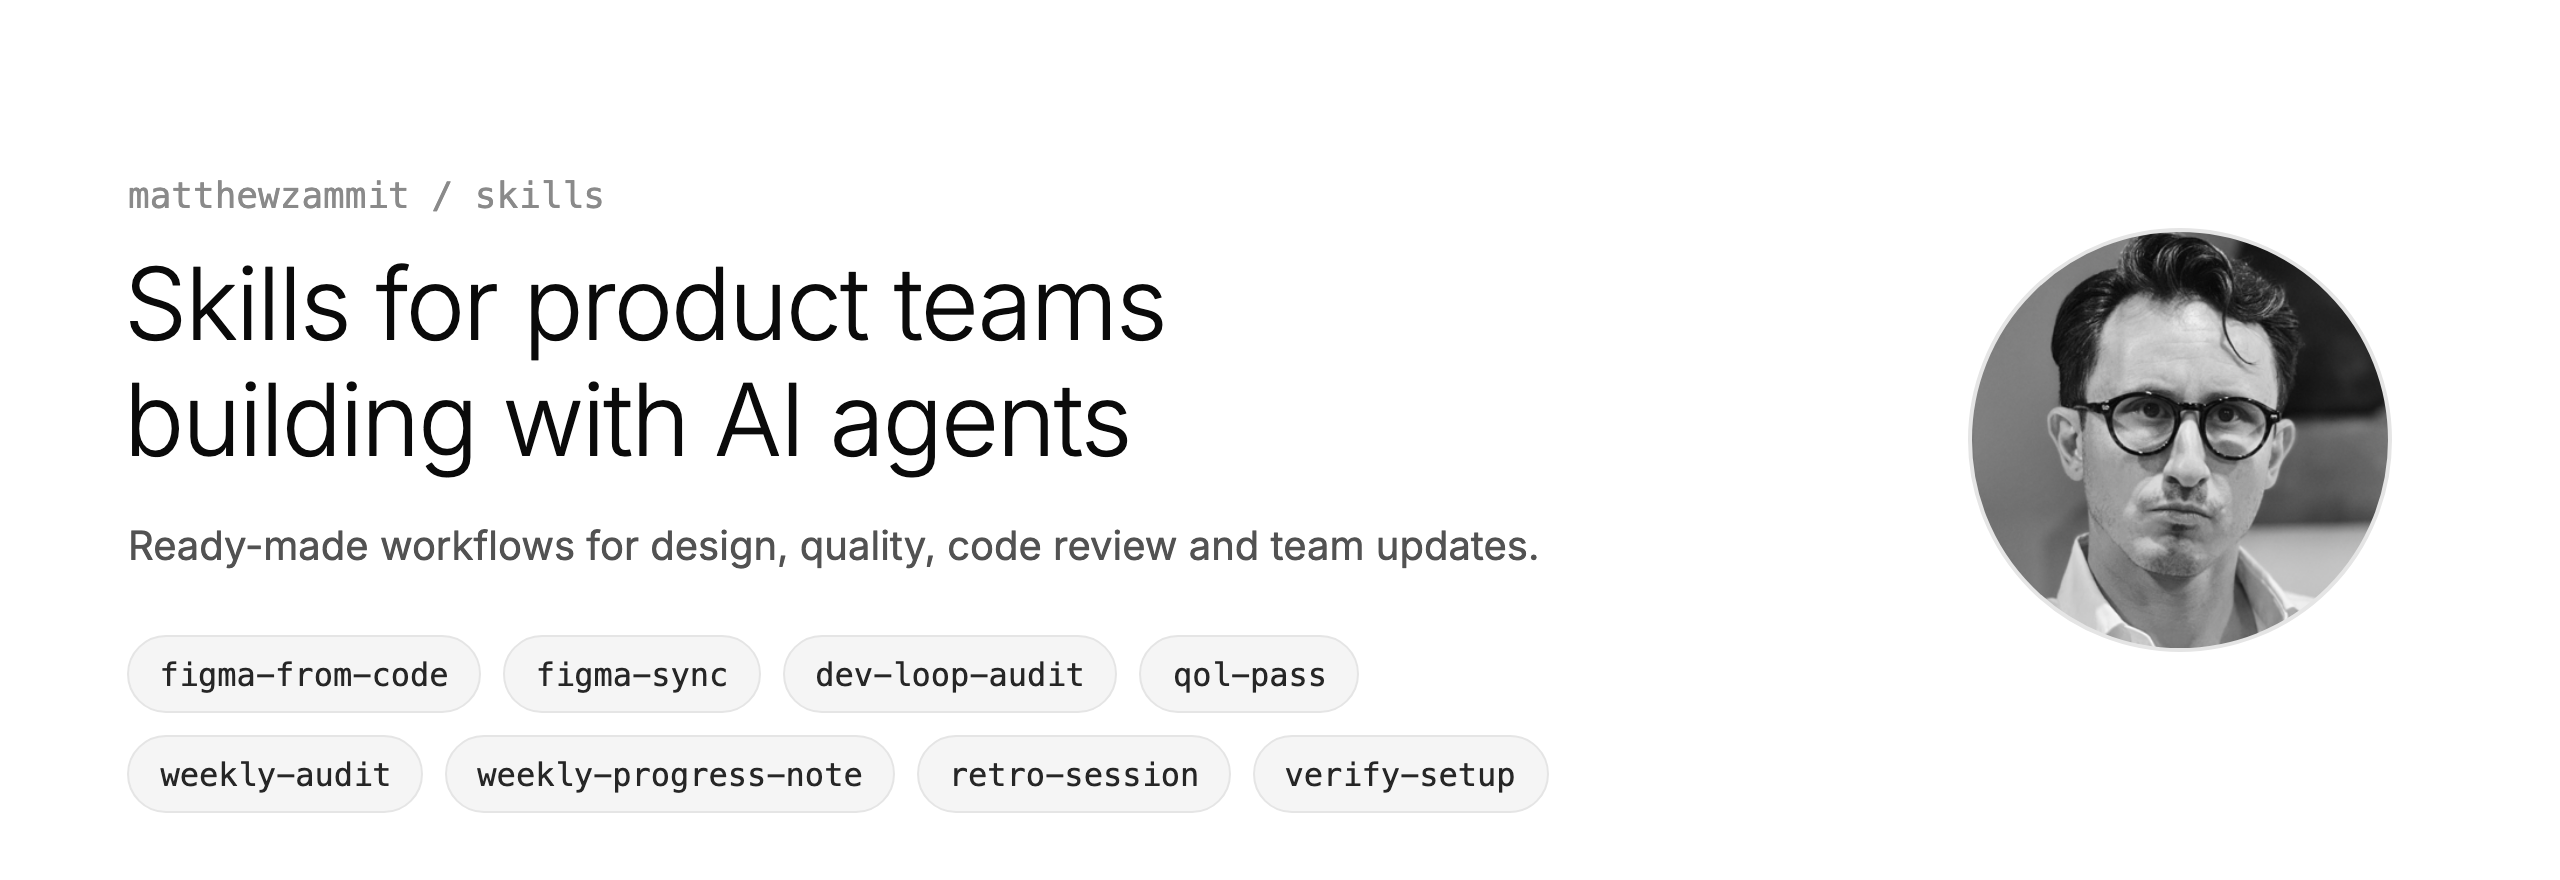 matthewzammit / skills
Skills for product teams
building with AI agents
Ready-made workflows for design, quality, code review and team updates.
figma-from-code figma-sync dev-loop-audit qol-pass
weekly-audit weekly-progress-note retro-session verify-setup